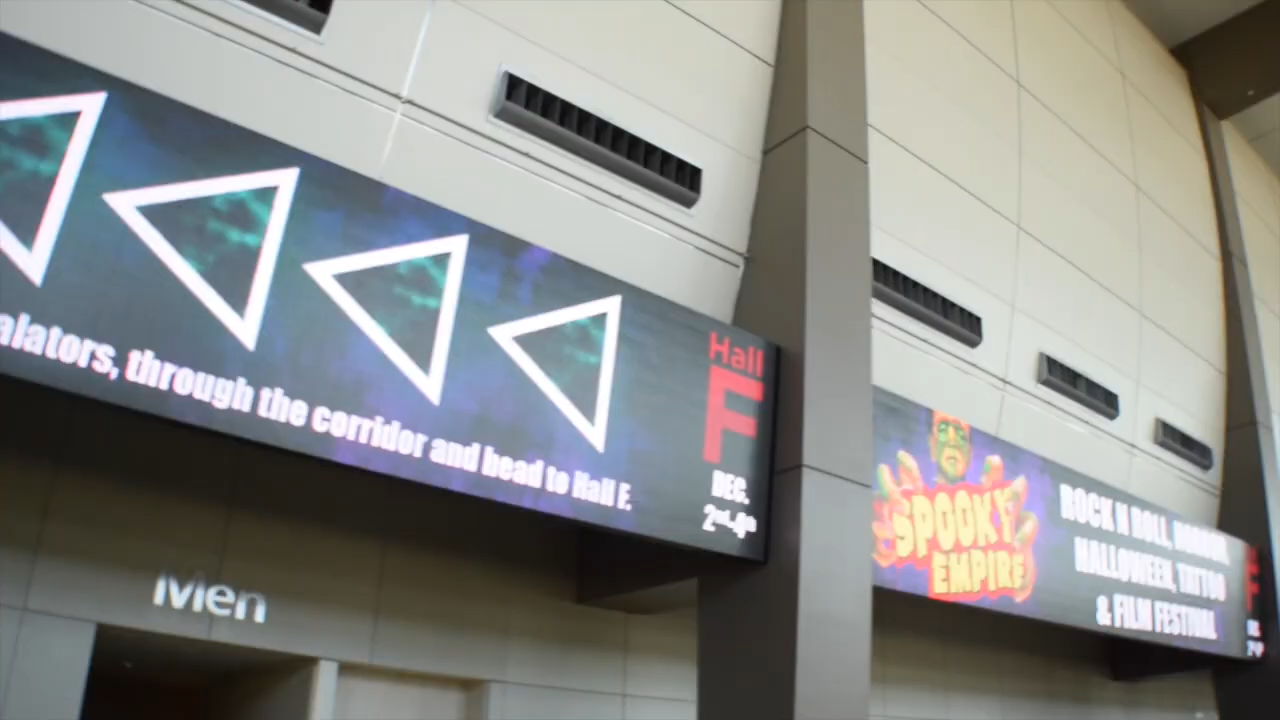 through the corridor and head to Hall F.
Hall
F
DEC.
2nd-4th
Men
SPOOKY
EMPIRE
ROCK N ROLL, HORROR
HALLOWEEN, TATTOO
& FILM FESTIVAL
F